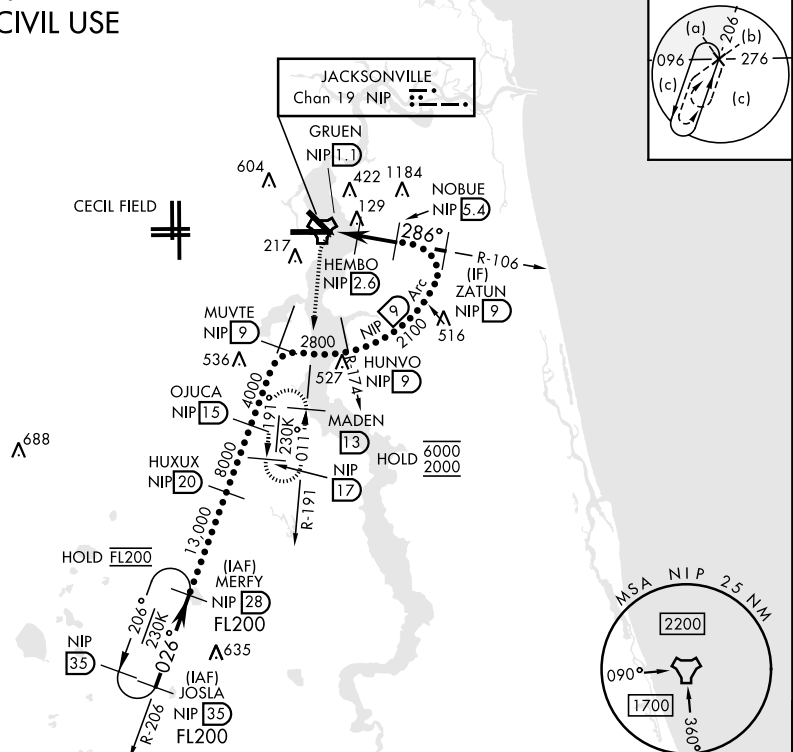 CIVIL USE
JACKSONVILLE
Chan 19 NIP
GRUEN
NIP 1.1
604
422
1184
129
NOBUE
NIP 5.4
CECIL FIELD
217
286°
R-106
HEMBO
NIP 2.6
(IF)
ZATUN
NIP 9
MUVTE
NIP 9
NIP 9 Arc
2100
516
2800
536
527
HUNVO
NIP 9
R-174
4000
OJUCA
NIP 15
191°
230K
011°
MADEN
13
688
8000
HOLD 6000
2000
HUXUX
NIP 20
NIP
17
R-191
13,000
HOLD FL200
(IAF)
MERFY
NIP 28
FL200
206°
230K
026°
635
NIP
35
(IAF)
JOSLA
NIP 35
FL200
R-206
(a)
206
(b)
096
276
(c)
(c)
MSA NIP 25 NM
2200
090°
1700
360°